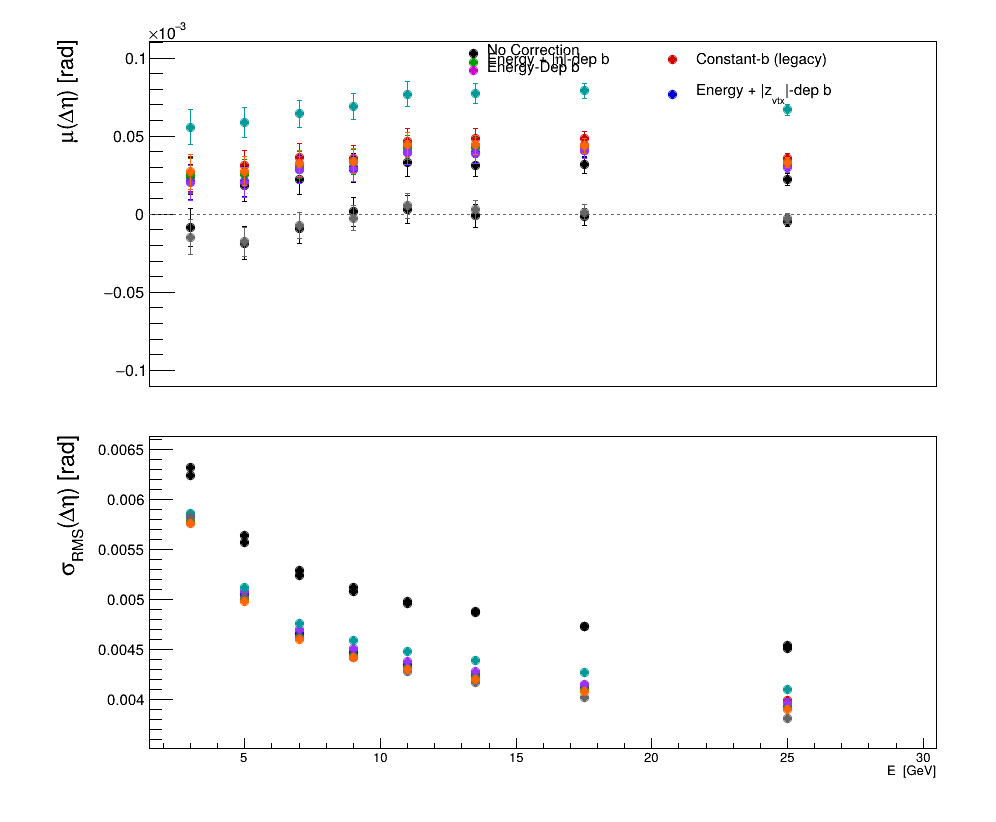 ×10⁻³
μ(Δη) [rad]
0.1
0.05
0
−0.05
−0.1
No Correction
Energy + |η|-dep b
Energy-Dep b
Constant-b (legacy)
Energy + |z_vtx|-dep b
σ_RMS(Δη) [rad]
0.0065
0.006
0.0055
0.005
0.0045
0.004
5 10 15 20 25 30
E [GeV]